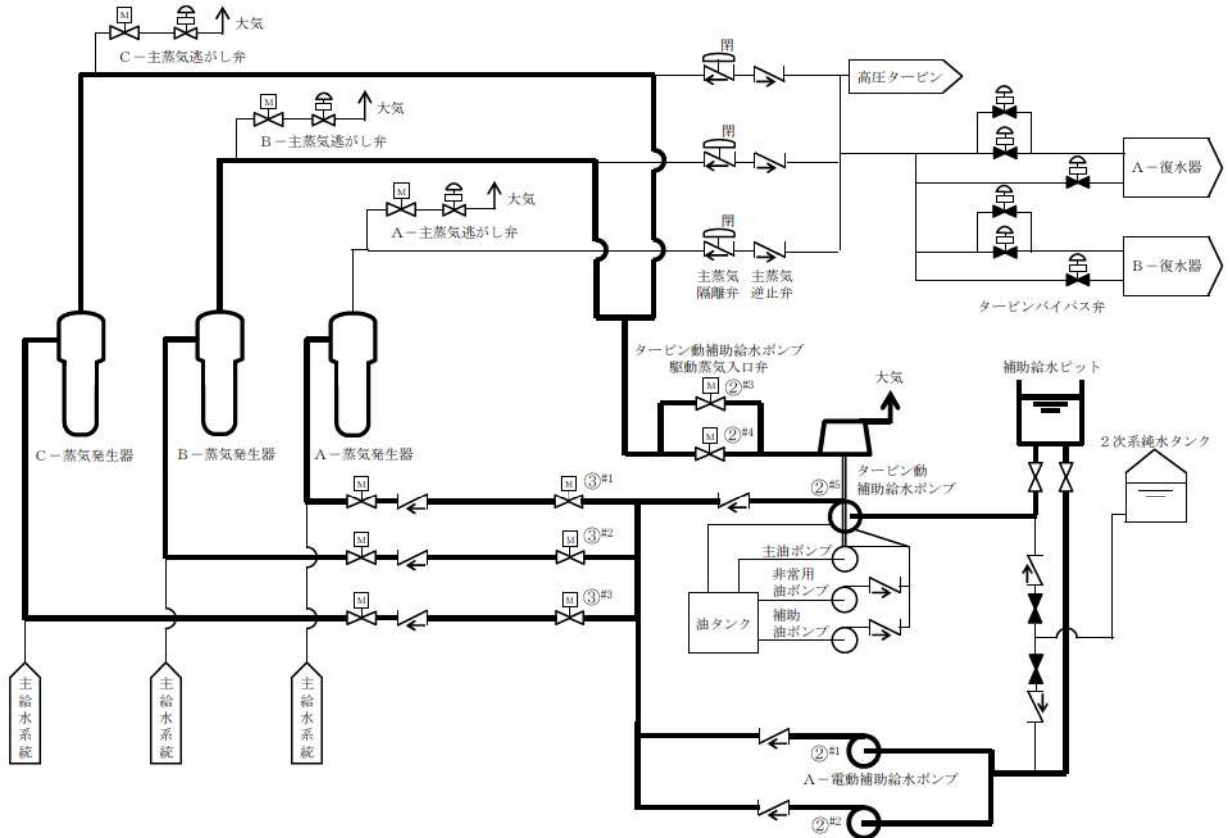 M
大気
C-主蒸気逃がし弁
閉
高圧タービン
M
大気
B-主蒸気逃がし弁
閉
A-復水器
M
大気
A-主蒸気逃がし弁
閉
B-復水器
主蒸気
隔離弁
主蒸気
逆止弁
タービンバイパス弁
タービン動補助給水ポンプ
駆動蒸気入口弁
M
②#3
M
②#4
大気
補助給水ピット
2次系純水タンク
C-蒸気発生器
B-蒸気発生器
A-蒸気発生器
タービン動
補助給水ポンプ
②#5
M
M
③#1
M
M
③#2
M
M
③#3
主油ポンプ
非常用
油ポンプ
補助
油ポンプ
油タンク
主給水系統
主給水系統
主給水系統
②#1
A-電動補助給水ポンプ
②#2